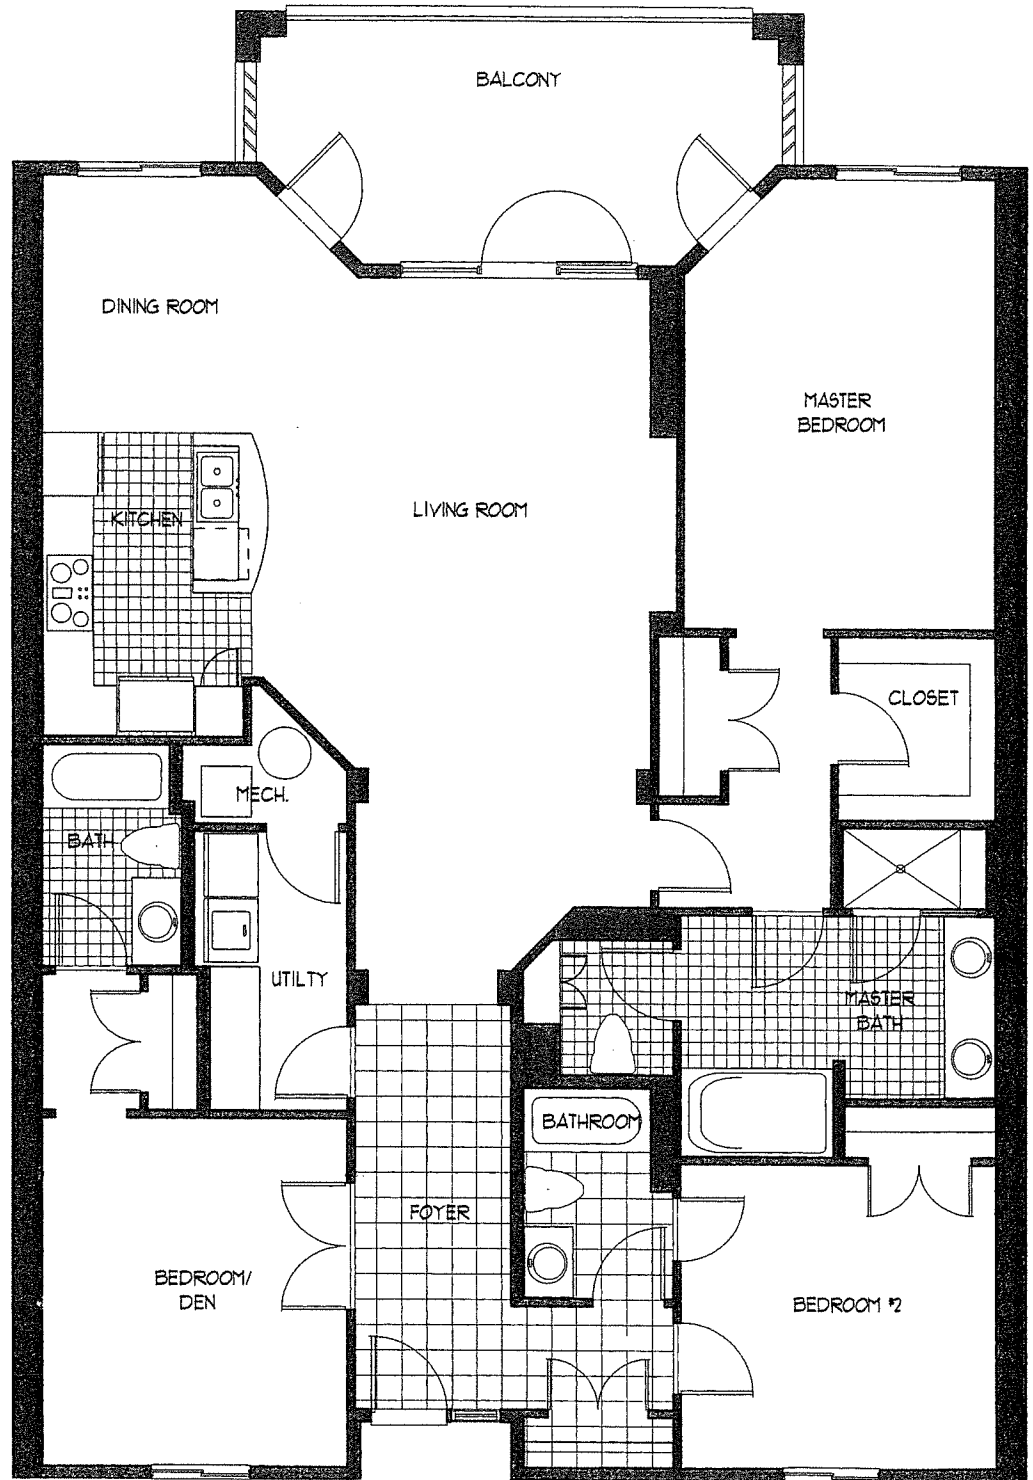 BALCONY
DINING ROOM
MASTER
BEDROOM
LIVING ROOM
KITCHEN
CLOSET
MECH.
BATH
UTILTY
MASTER
BATH
BATHROOM
FOYER
BEDROOM/
DEN
BEDROOM #2